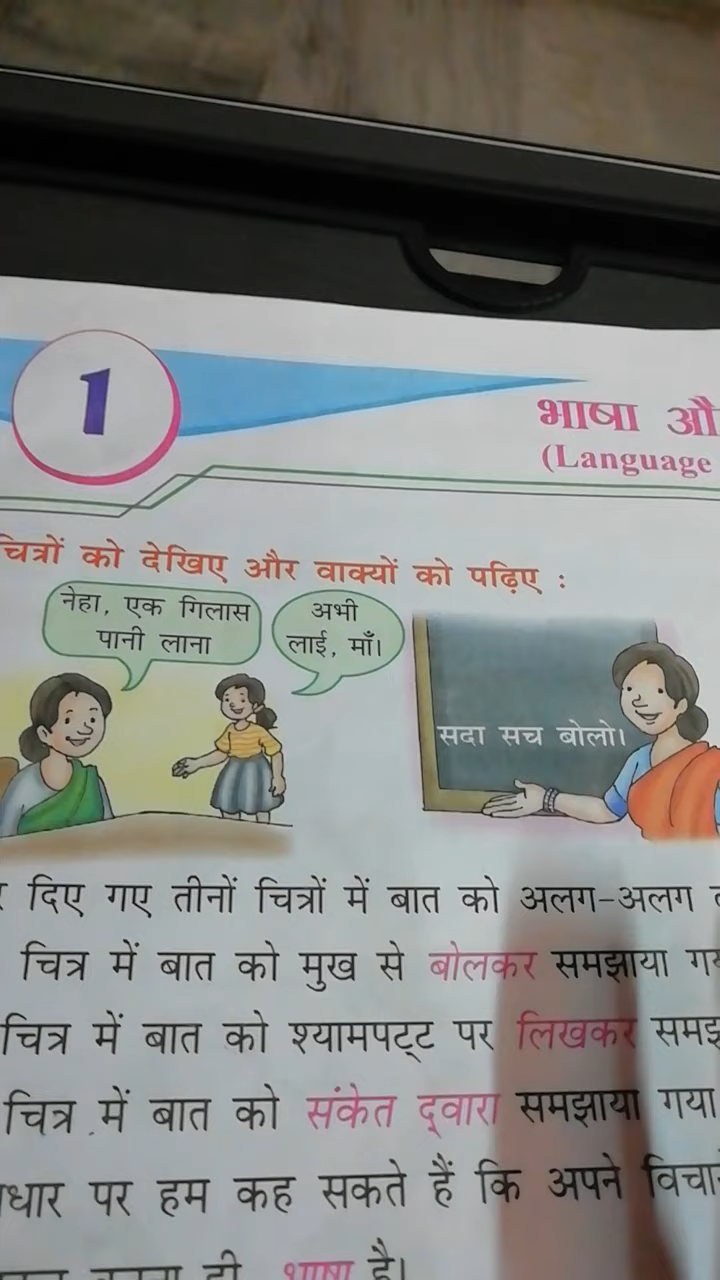 1
भाषा औ
(Language
चित्रों को देखिए और वाक्यों को पढ़िए :
नेहा, एक गिलास
पानी लाना
अभी
लाई, माँ।
सदा सच बोलो।
दिए गए तीनों चित्रों में बात को अलग-अलग
चित्र में बात को मुख से बोलकर समझाया
चित्र में बात को श्यामपट्ट पर लिखकर
चित्र में बात को संकेत द्वारा समझाया गया
पर हम कह सकते हैं कि अपने
ही भाषा है।